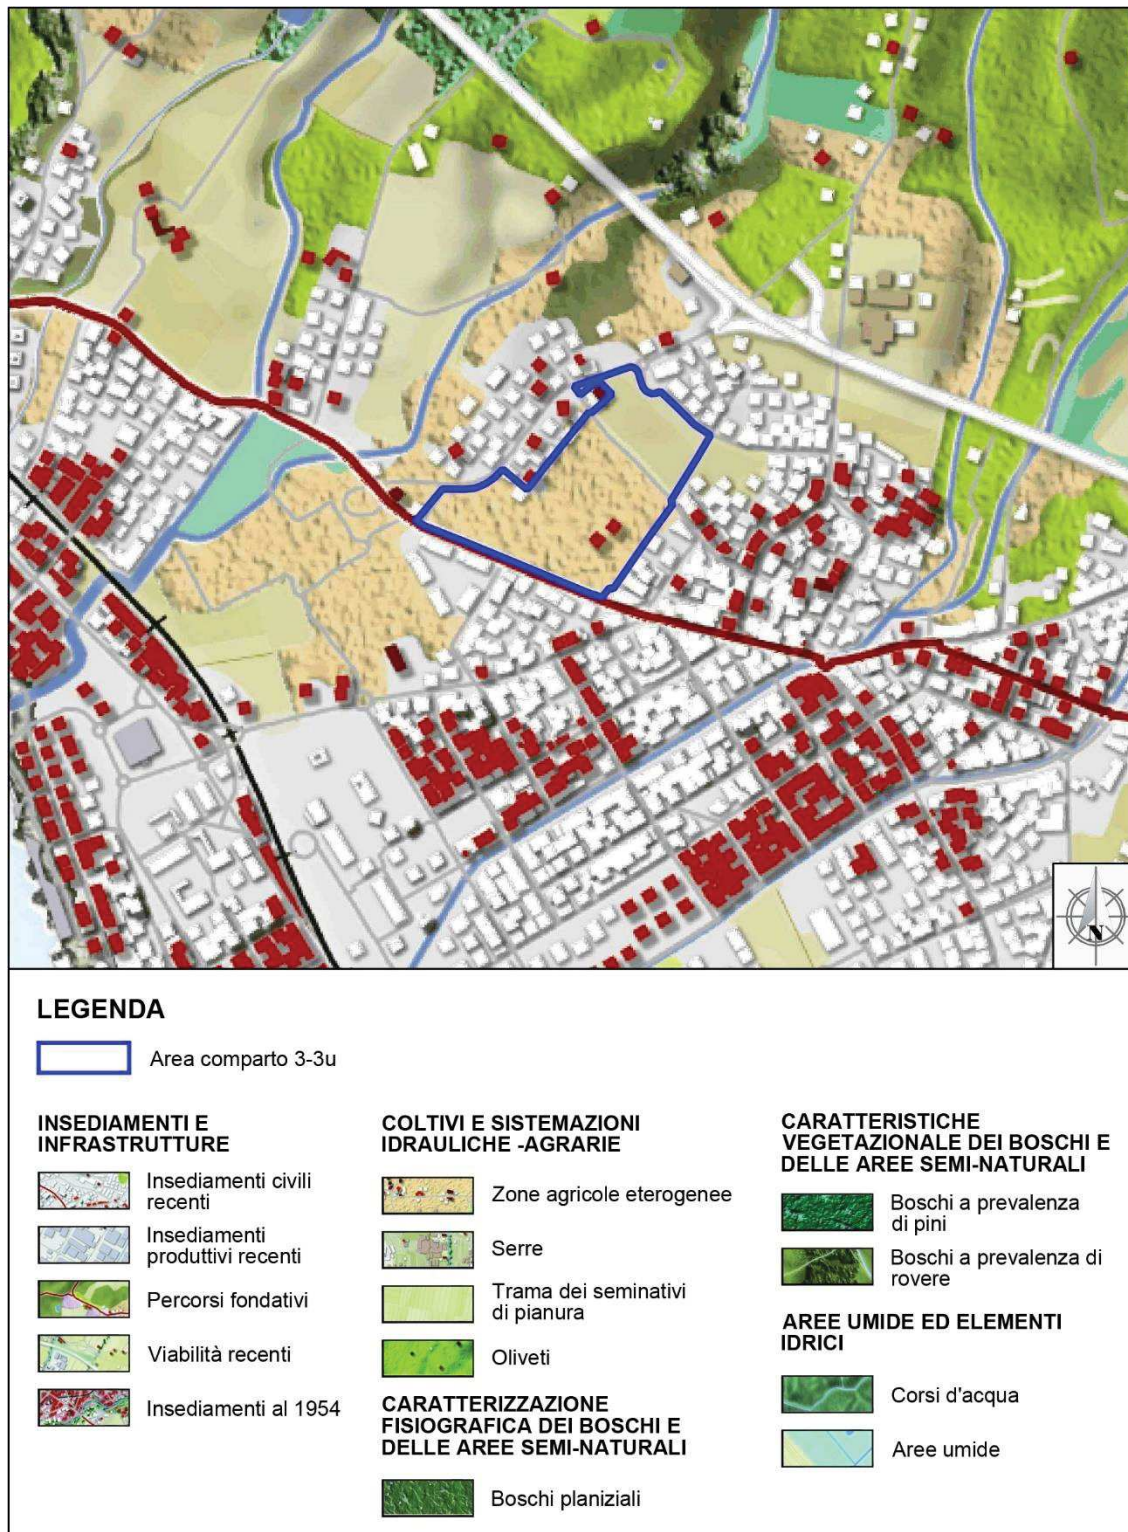 N
LEGENDA
Area comparto 3-3u
INSEDIAMENTI E
INFRASTRUTTURE
Insediamenti civili
recenti
Insediamenti
produttivi recenti
Percorsi fondativi
Viabilità recenti
Insediamenti al 1954
COLTIVI E SISTEMAZIONI
IDRAULICHE -AGRARIE
Zone agricole eterogenee
Serre
Trama dei seminativi
di pianura
Oliveti
CARATTERIZZAZIONE
FISIOGRAFICA DEI BOSCHI E
DELLE AREE SEMI-NATURALI
Boschi planiziali
CARATTERISTICHE
VEGETAZIONALE DEI BOSCHI E
DELLE AREE SEMI-NATURALI
Boschi a prevalenza
di pini
Boschi a prevalenza di
rovere
AREE UMIDE ED ELEMENTI
IDRICI
Corsi d'acqua
Aree umide